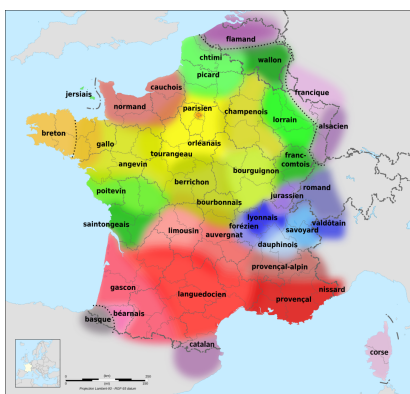 flamand
wallon
chtimi
picard
francique
cauchois
jersiais
normand
parisien
champenois
lorrain
alsacien
breton
gallo
orléanais
tourangeau
angevin
franc-
comtois
bourguignon
berrichon
poitevin
jurassien
romand
bourbonnais
saintongeais
lyonnais
forézien
valdôtain
limousin
auvergnat
savoyard
dauphinois
provençal-alpin
gascon
languedocien
nissard
provençal
béarnais
basque
catalan
corse